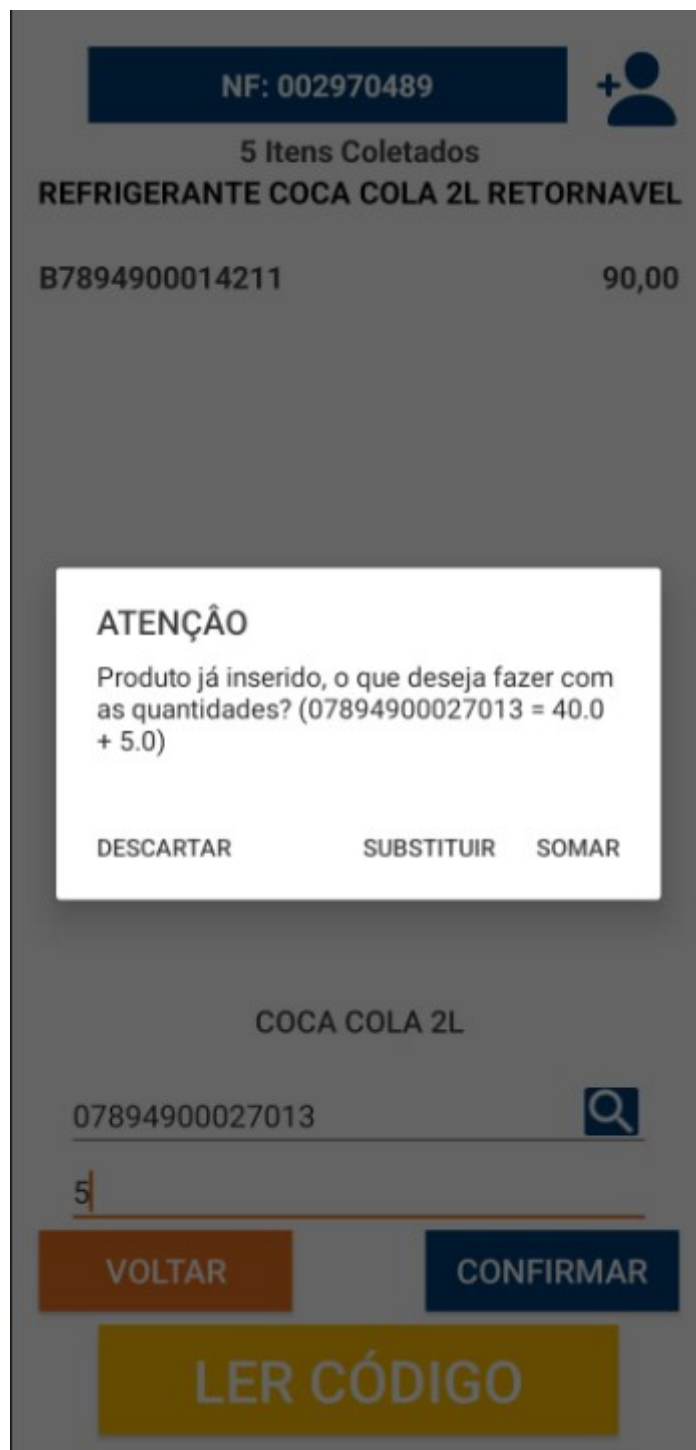 NF: 002970489
5 Itens Coletados
REFRIGERANTE COCA COLA 2L RETORNAVEL
B7894900014211 90,00
ATENÇÂO
Produto já inserido, o que deseja fazer com
as quantidades? (07894900027013 = 40.0
+ 5.0)
DESCARTAR SUBSTITUIR SOMAR
COCA COLA 2L
07894900027013
5
VOLTAR CONFIRMAR
LER CÓDIGO